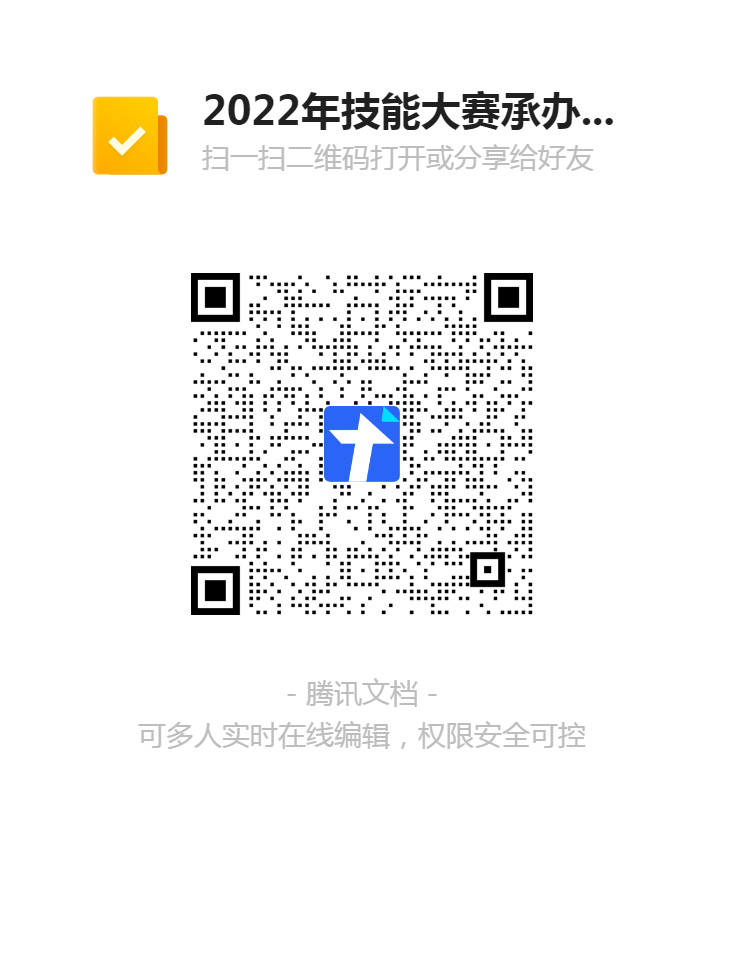 2022年技能大赛承办...
扫一扫二维码打开或分享给好友
- 腾讯文档 -
可多人实时在线编辑，权限安全可控